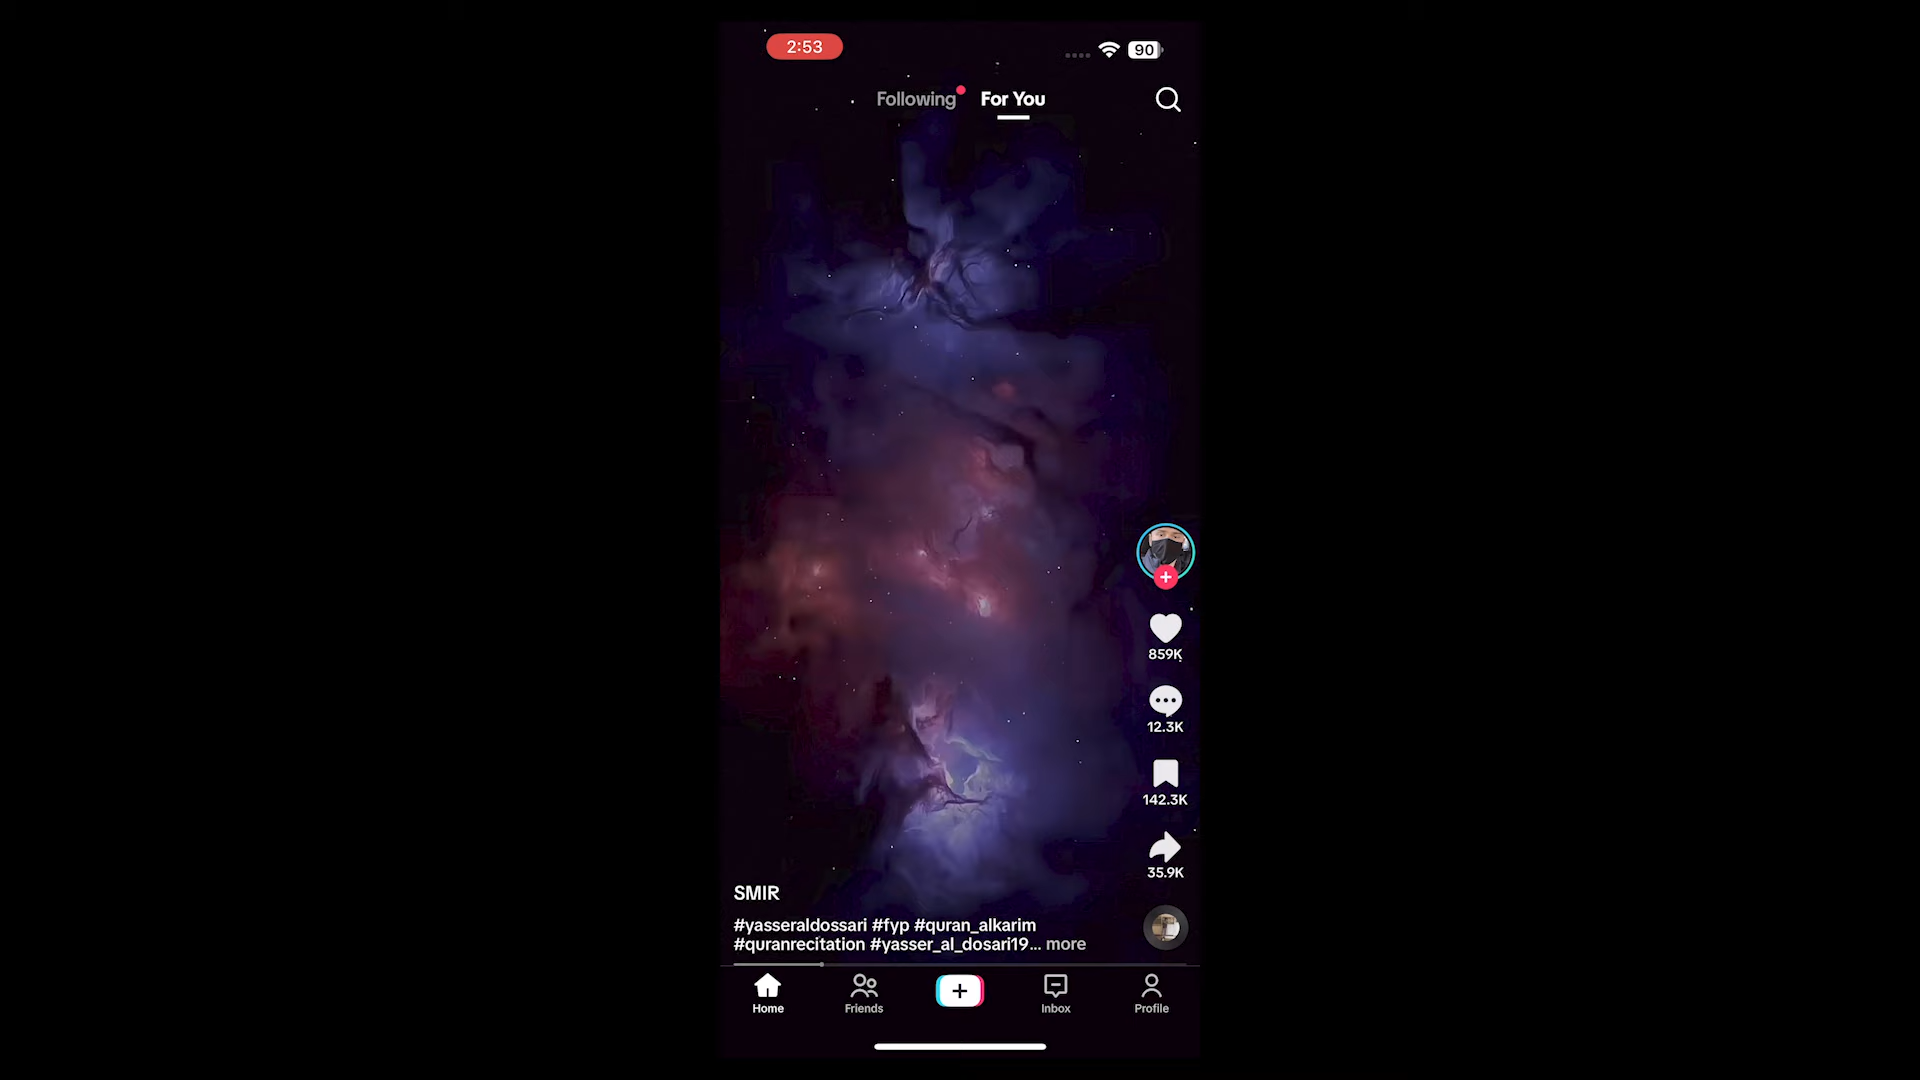 2:53
90
Following
For You
859K
12.3K
142.3K
35.9K
SMIR
#yasseraldossari #fyp #quran_alkarim
#quranrecitation #yasser_al_dosari19... more
Home
Friends
Inbox
Profile